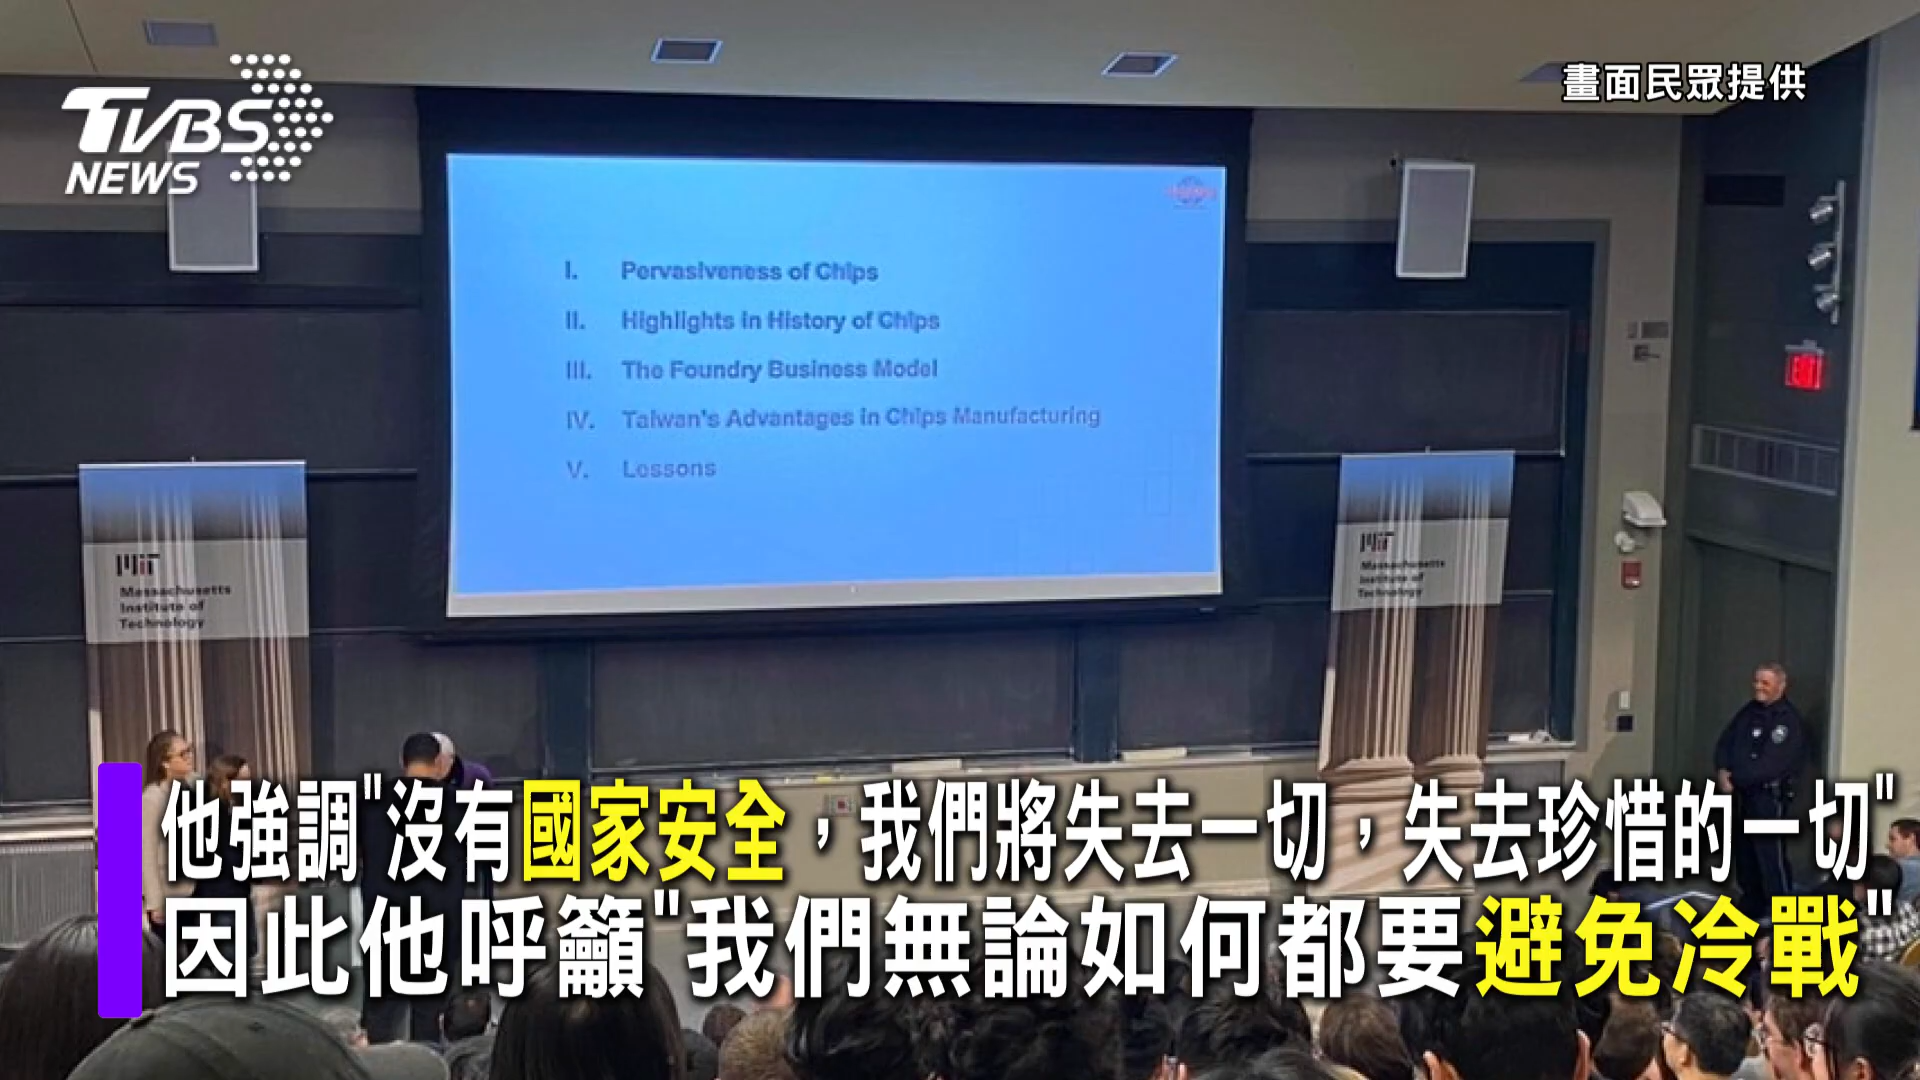 TVBS
NEWS
畫面民眾提供
I. Pervasiveness of Chips
II. Highlights in History of Chips
III. The Foundry Business Model
IV. Taiwan's Advantages in Chips Manufacturing
V. Lessons
MIT
Massachusetts
Institute of
Technology
MIT
Massachusetts
Institute of
Technology
EXIT
他強調"沒有國家安全，我們將失去一切，失去珍惜的一切"
因此他呼籲"我們無論如何都要避免冷戰"